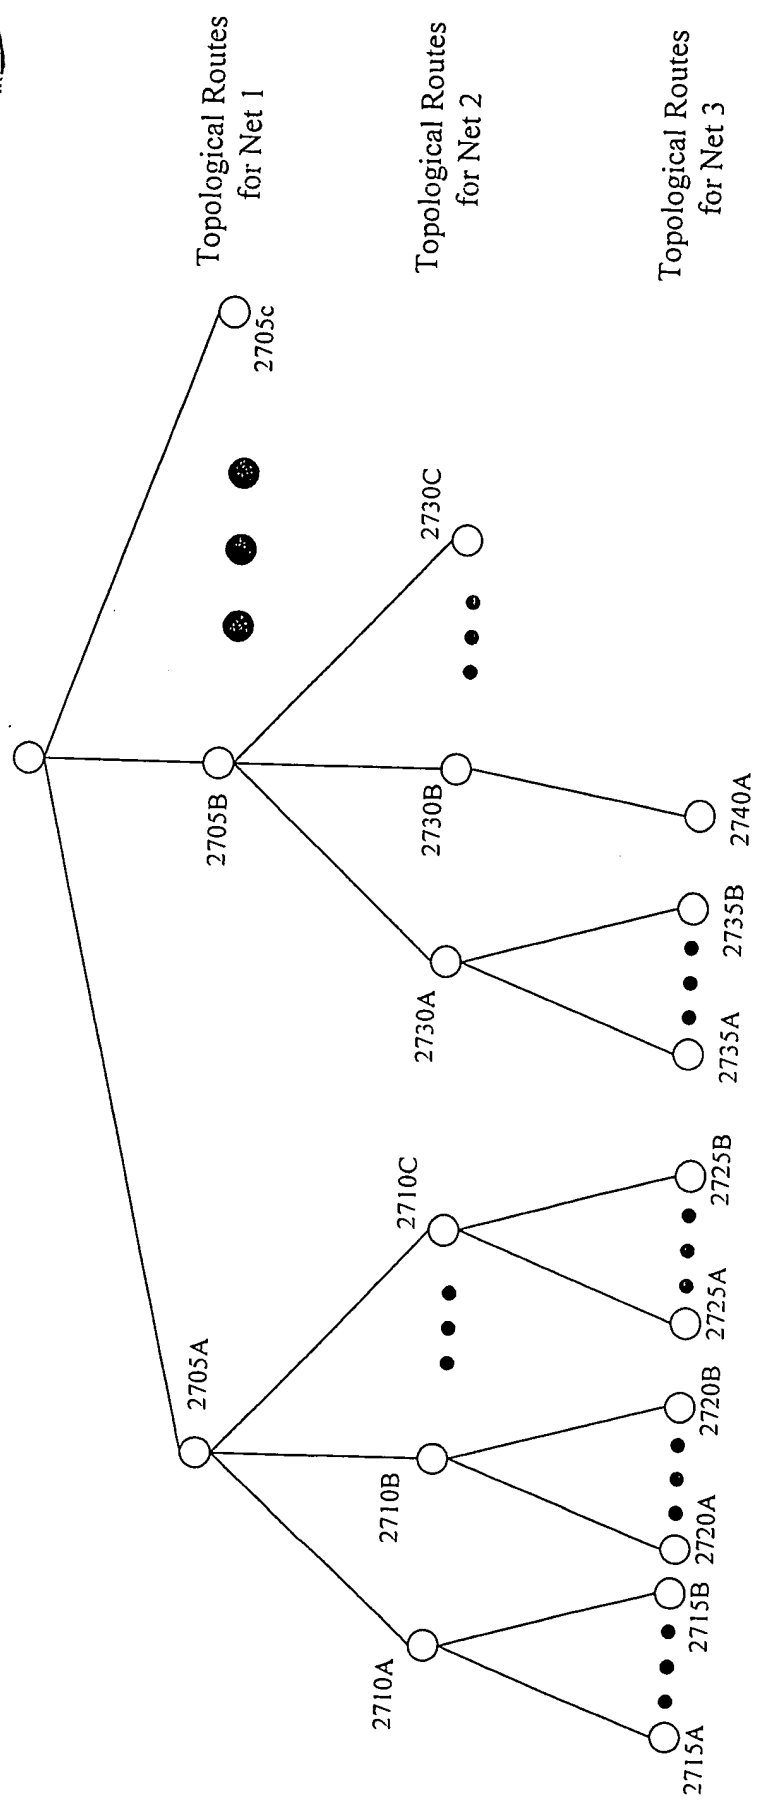 2705A
2705B
2705c
Topological Routes
for Net 1
2710A
2710B
2710C
2730A
2730B
2730C
Topological Routes
for Net 2
2715A
2715B
2720A
2720B
2725A
2725B
2735A
2735B
2740A
Topological Routes
for Net 3